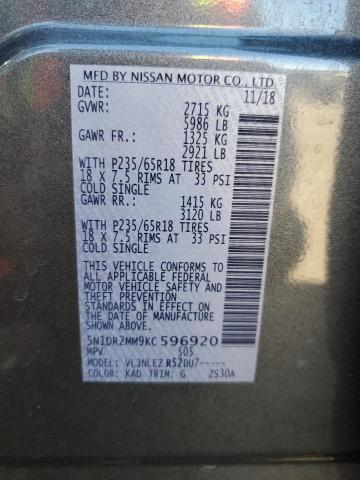 MFD BY NISSAN MOTOR CO., LTD
DATE: 11/18
GVWR: 2715 KG
5986 LB
GAWR FR.: 1325 KG
2921 LB
WITH P235/65R18 TIRES
18 X 7.5 RIMS AT 33 PSI
COLD SINGLE
GAWR RR.: 1415 KG
3120 LB
WITH P235/65R18 TIRES
18 X 7.5 RIMS AT 33 PSI
COLD SINGLE
THIS VEHICLE CONFORMS TO
ALL APPLICABLE FEDERAL
MOTOR VEHICLE SAFETY AND
THEFT PREVENTION
STANDARDS IN EFFECT ON
THE DATE OF MANUFACTURE
SHOWN ABOVE.
5N1DR2MM9KC596920
MPV SOS
MODEL: VL3NLEZ R52DU7-----
COLOR: KAD TRIM: G 2S30A